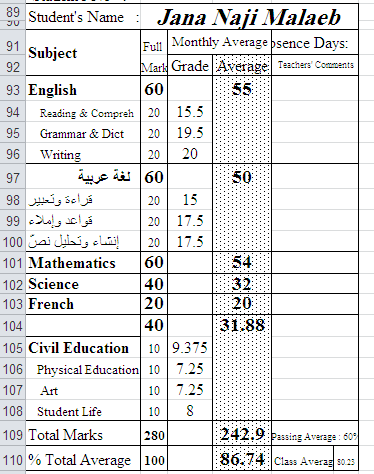 89
90 Student's Name : Jana Naji Malaeb
91 Subject Full Monthly Average bsence Days:
92 Mark Grade Average Teachers' Comments
93 English 60 55
94 Reading & Compreh 20 15.5
95 Grammar & Dict 20 19.5
96 Writing 20 20
97 لغة عربية 60 50
98 قراءة وتعبير 20 15
99 قواعد وإملاء 20 17.5
100 إنشاء وتحليل نصّ 20 17.5
101 Mathematics 60 54
102 Science 40 32
103 French 20 20
104 40 31.88
105 Civil Education 10 9.375
106 Physical Education 10 7.25
107 Art 10 7.25
108 Student Life 10 8
109 Total Marks 280 242.9 Passing Average : 60%
110 % Total Average 100 86.74 Class Averag 80.23